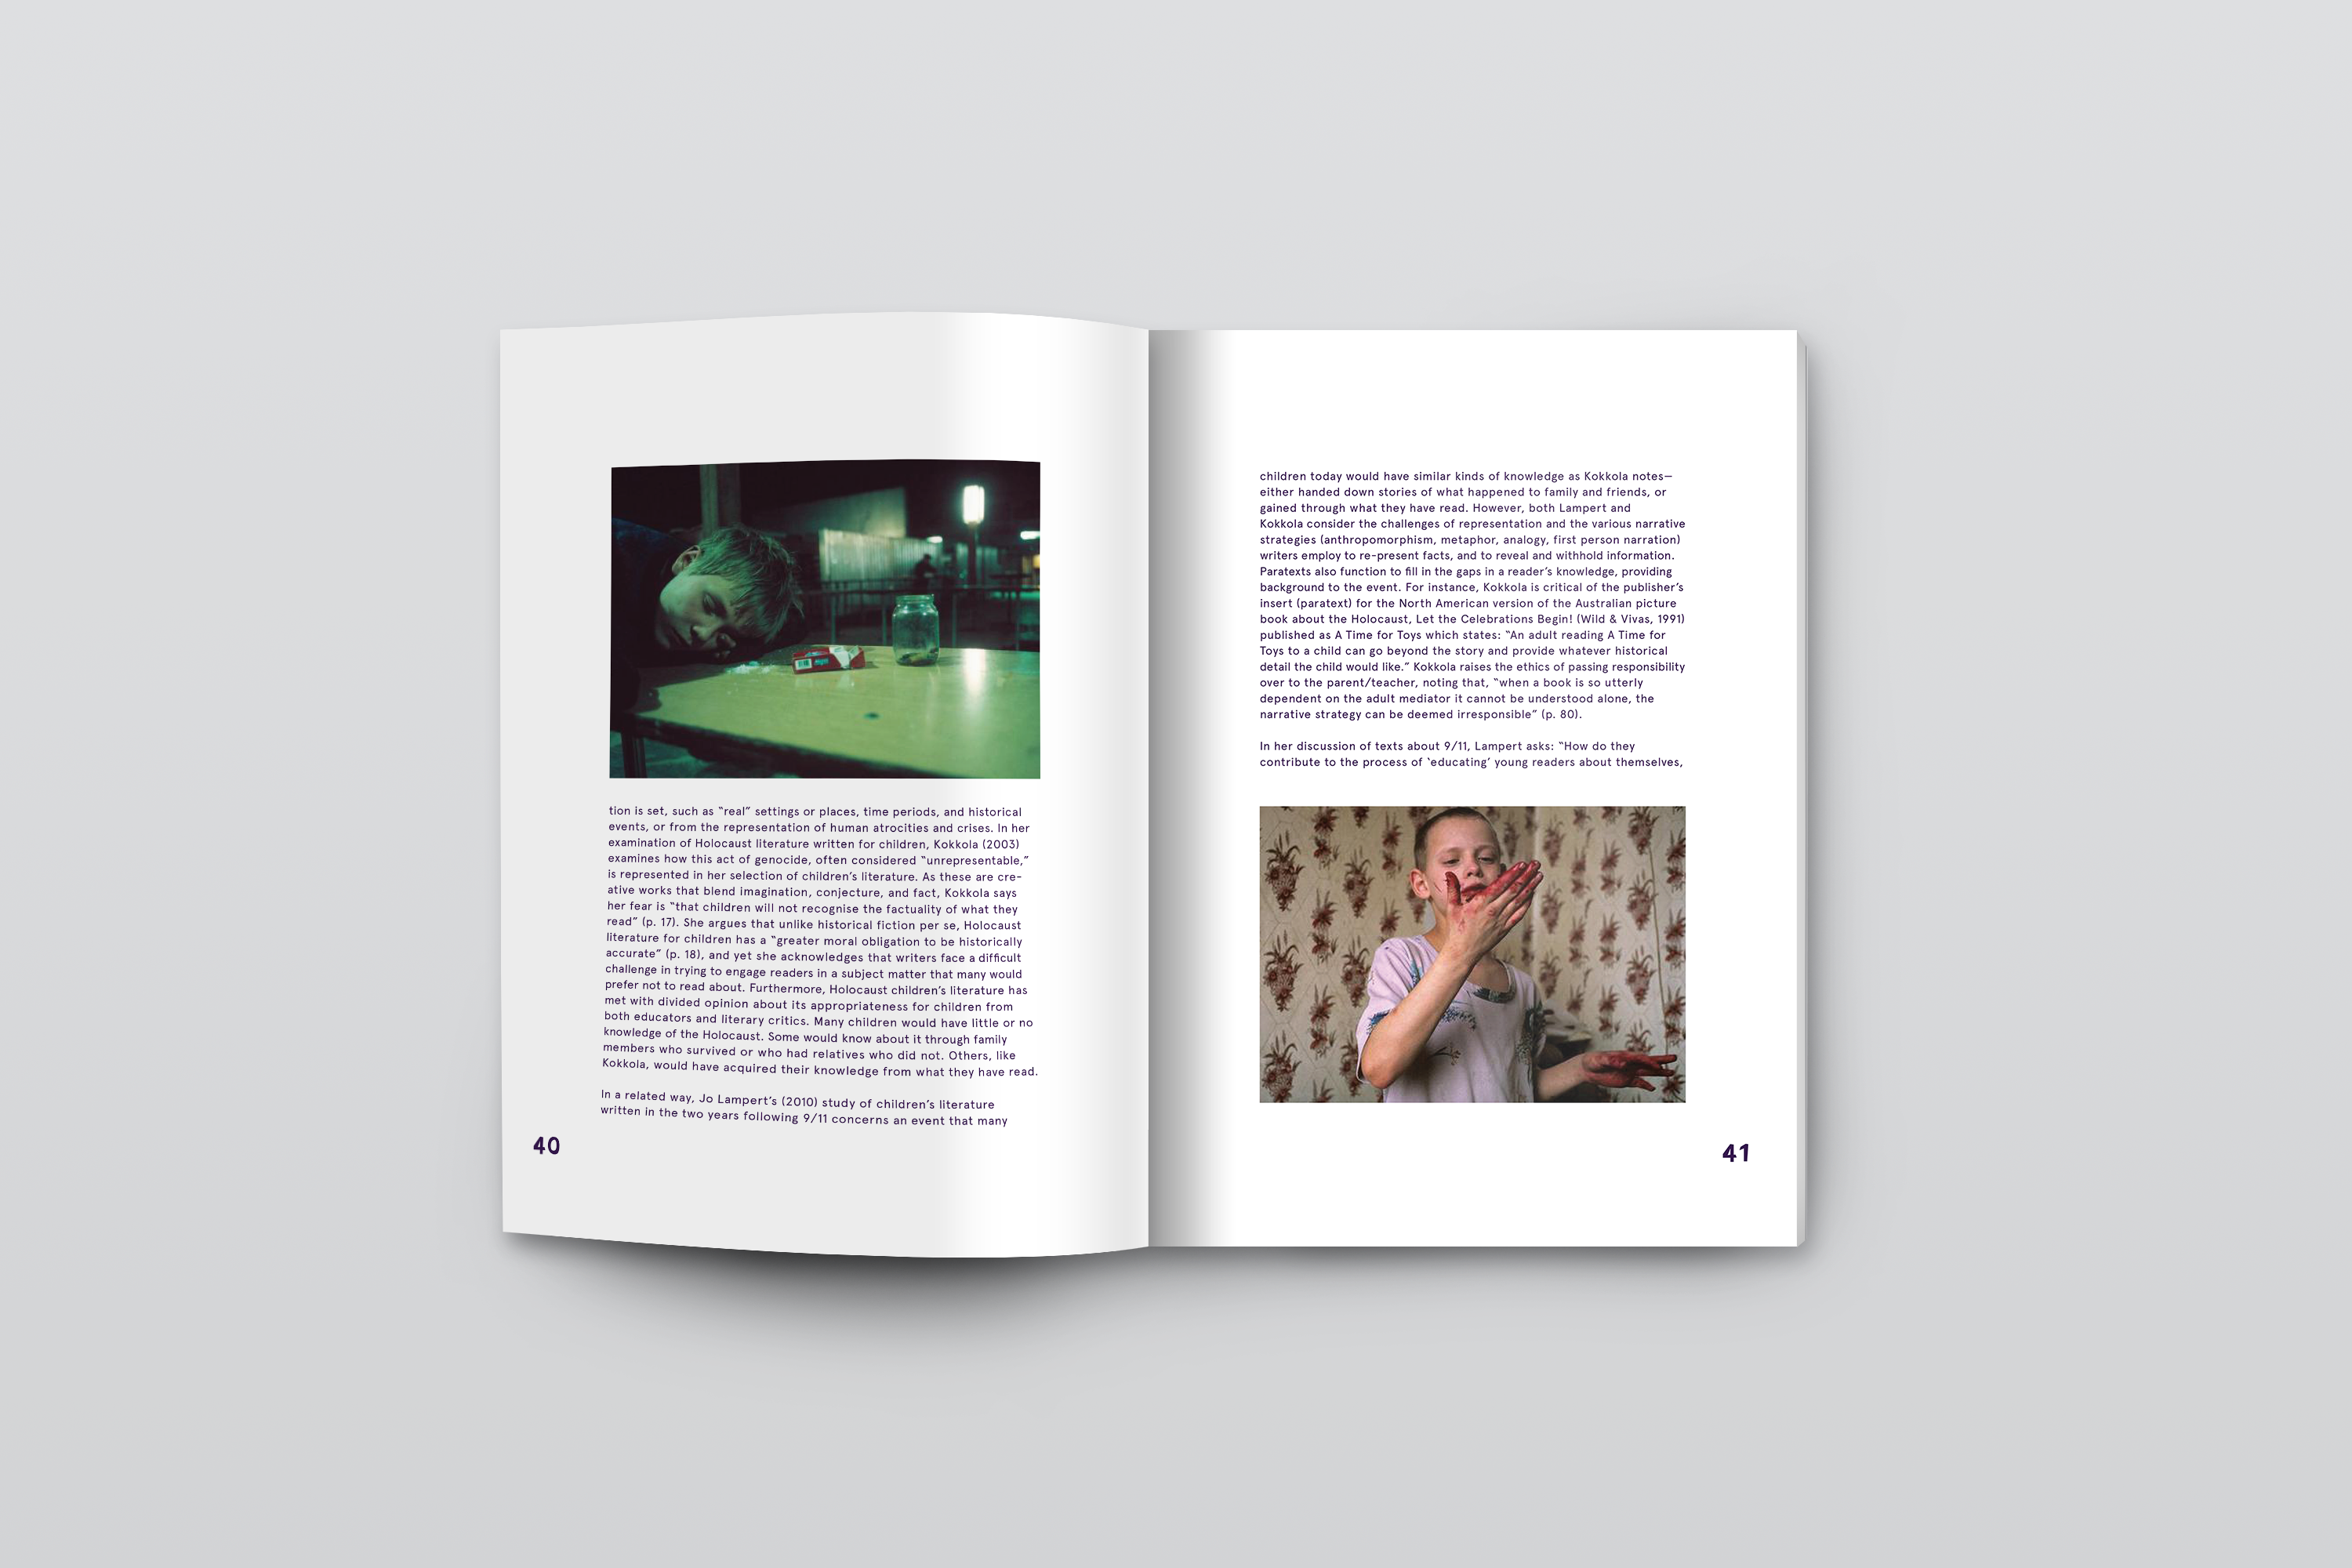 tion is set, such as “real” settings or places, time periods, and historical
events, or from the representation of human atrocities and crises. In her
examination of Holocaust literature written for children, Kokkola (2003)
examines how this act of genocide, often considered “unrepresentable,”
is represented in her selection of children’s literature. As these are cre-
ative works that blend imagination, conjecture, and fact, Kokkola says
her fear is “that children will not recognise the factuality of what they
read” (p. 17). She argues that unlike historical fiction per se, Holocaust
literature for children has a “greater moral obligation to be historically
accurate” (p. 18), and yet she acknowledges that writers face a difficult
challenge in trying to engage readers in a subject matter that many would
prefer not to read about. Furthermore, Holocaust children’s literature has
met with divided opinion about its appropriateness for children from
both educators and literary critics. Many children would have little or no
knowledge of the Holocaust. Some would know about it through family
members who survived or who had relatives who did not. Others, like
Kokkola, would have acquired their knowledge from what they have read.
In a related way, Jo Lampert’s (2010) study of children’s literature
written in the two years following 9/11 concerns an event that many
40
children today would have similar kinds of knowledge as Kokkola notes—
either handed down stories of what happened to family and friends, or
gained through what they have read. However, both Lampert and
Kokkola consider the challenges of representation and the various narrative
strategies (anthropomorphism, metaphor, analogy, first person narration)
writers employ to re-present facts, and to reveal and withhold information.
Paratexts also function to fill in the gaps in a reader’s knowledge, providing
background to the event. For instance, Kokkola is critical of the publisher’s
insert (paratext) for the North American version of the Australian picture
book about the Holocaust, Let the Celebrations Begin! (Wild & Vivas, 1991)
published as A Time for Toys which states: “An adult reading A Time for
Toys to a child can go beyond the story and provide whatever historical
detail the child would like.” Kokkola raises the ethics of passing responsibility
over to the parent/teacher, noting that, “when a book is so utterly
dependent on the adult mediator it cannot be understood alone, the
narrative strategy can be deemed irresponsible” (p. 80).
In her discussion of texts about 9/11, Lampert asks: “How do they
contribute to the process of ‘educating’ young readers about themselves,
41